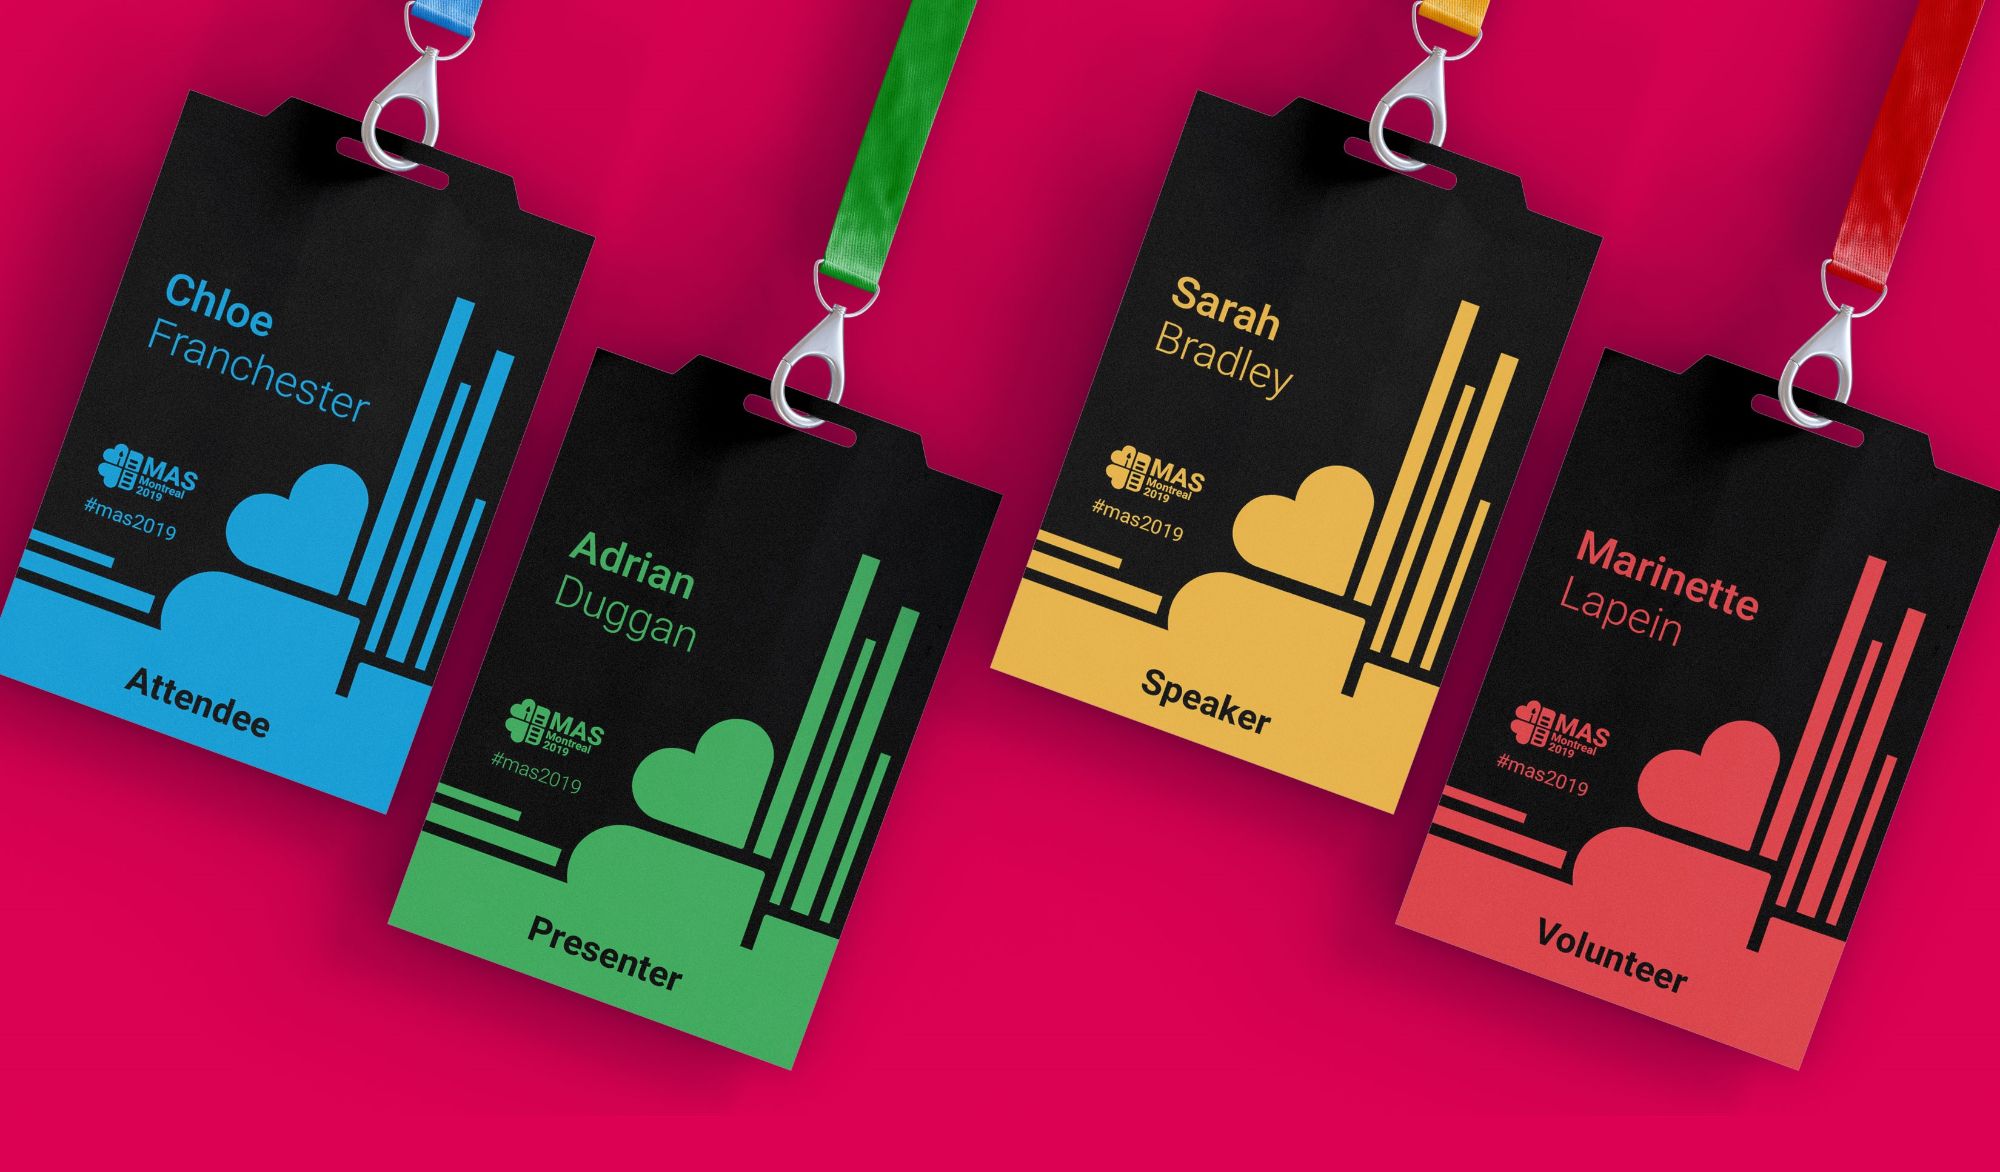 Chloe
Franchester
MAS
Montreal
2019
#mas2019
Attendee
Adrian
Duggan
MAS
Montreal
2019
#mas2019
Presenter
Sarah
Bradley
MAS
Montreal
2019
#mas2019
Speaker
Marinette
Lapein
MAS
Montreal
2019
#mas2019
Volunteer